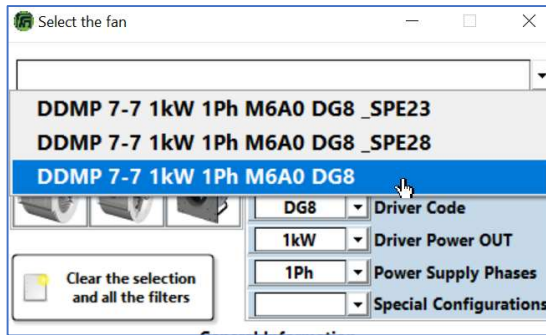 Select the fan
DDMP 7-7 1kW 1Ph M6A0 DG8 _SPE23
DDMP 7-7 1kW 1Ph M6A0 DG8 _SPE28
DDMP 7-7 1kW 1Ph M6A0 DG8
DG8 Driver Code
1kW Driver Power OUT
1Ph Power Supply Phases
Special Configurations
Clear the selection
and all the filters